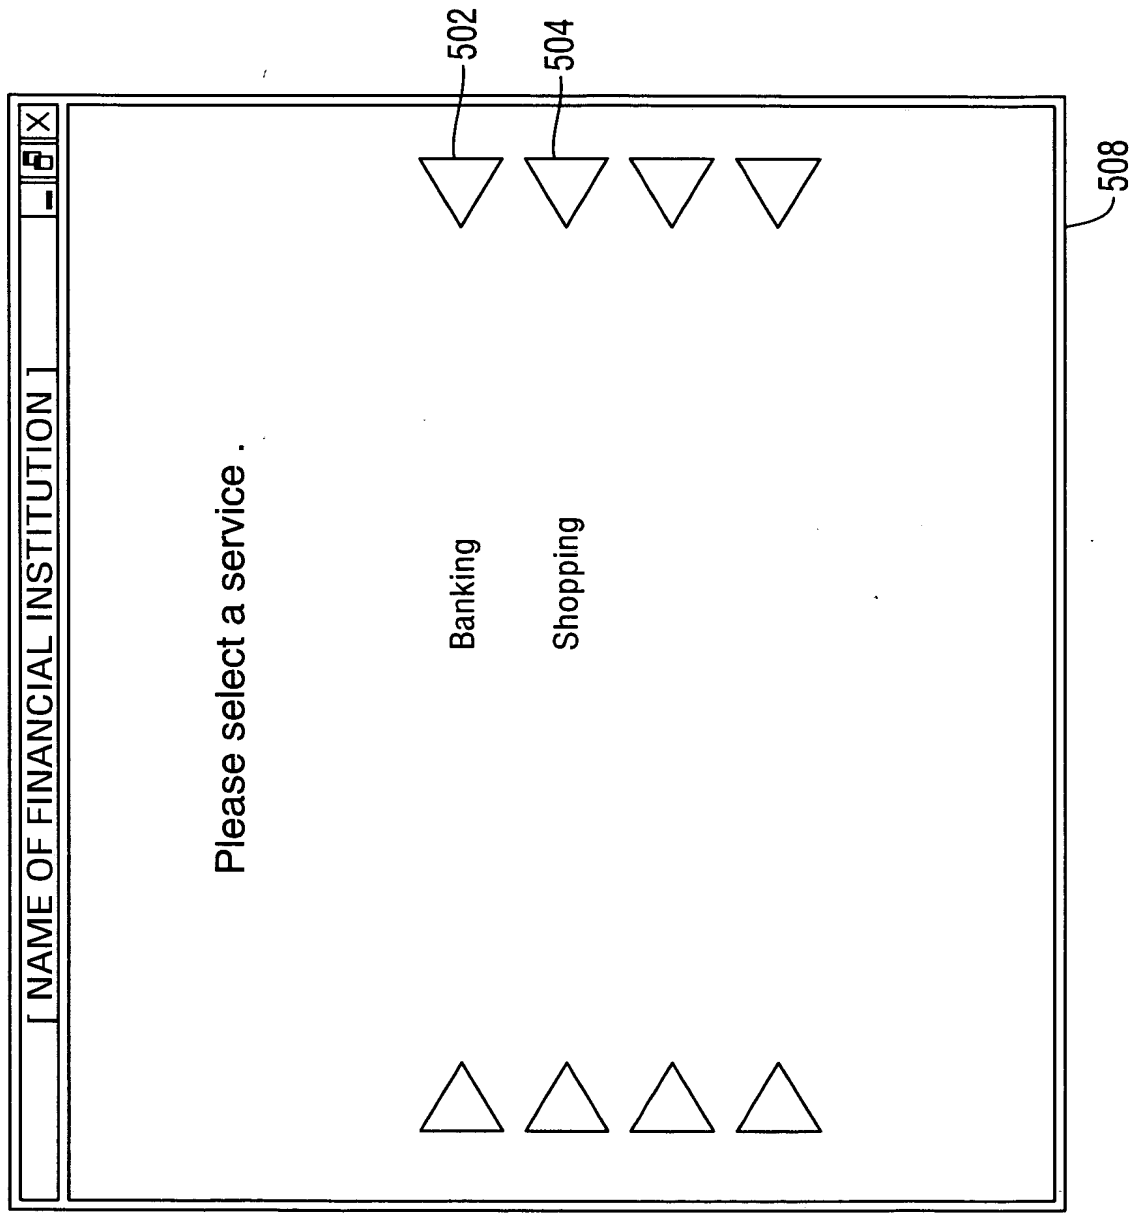 [ NAME OF FINANCIAL INSTITUTION ]
Please select a service .
Banking
502
Shopping
504
508